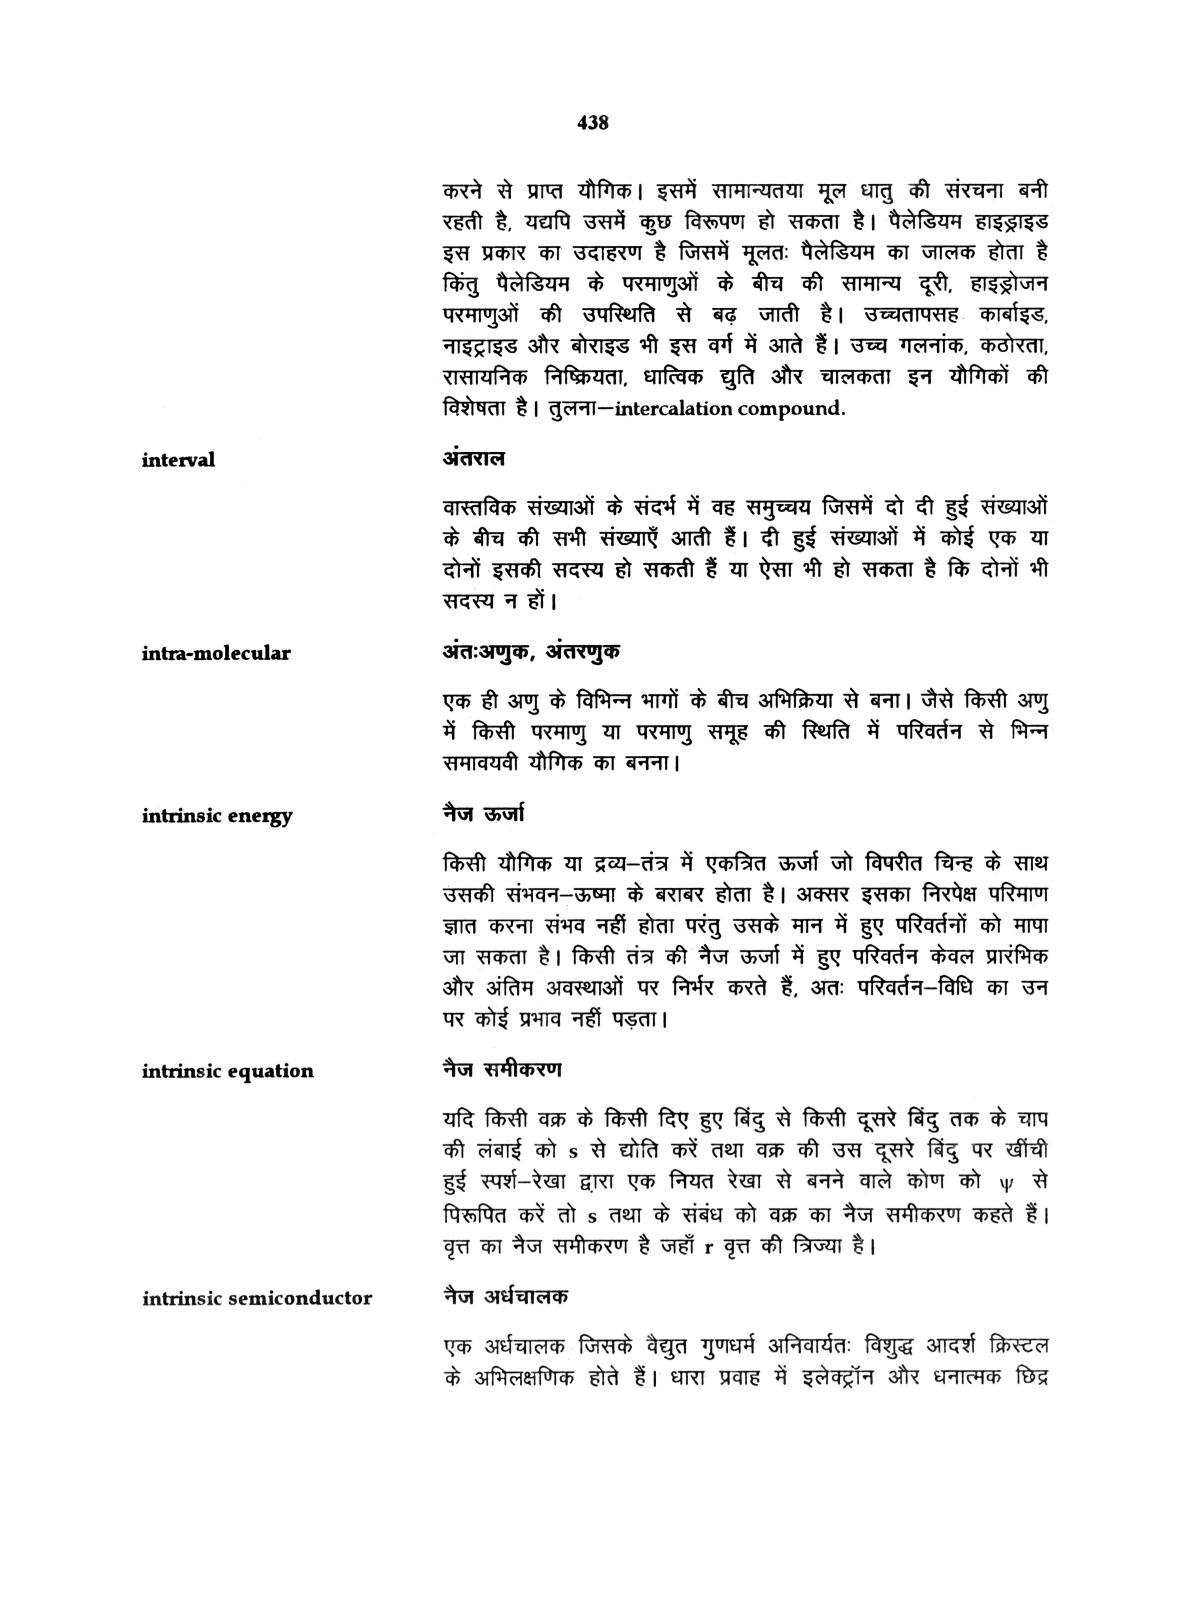 438
करने से प्राप्त यौगिक। इसमें सामान्यतया मूल धातु की संरचना बनी
रहती है, यद्यपि उसमें कुछ विरूपण हो सकता है। पैलेडियम हाइड्राइड
इस प्रकार का उदाहरण है जिसमें मूलतः पैलेडियम का जालक होता है
किंतु पैलेडियम के परमाणुओं के बीच की सामान्य दूरी, हाइड्रोजन
परमाणुओं की उपस्थिति से बढ़ जाती है। उच्चतापसह कार्बाइड,
नाइट्राइड और बोराइड भी इस वर्ग में आते हैं। उच्च गलनांक, कठोरता,
रासायनिक निष्क्रियता, धात्विक द्युति और चालकता इन यौगिकों की
विशेषता है। तुलना–intercalation compound.
interval अंतराल
वास्तविक संख्याओं के संदर्भ में वह समुच्चय जिसमें दो दी हुई संख्याओं
के बीच की सभी संख्याएँ आती हैं। दी हुई संख्याओं में कोई एक या
दोनों इसकी सदस्य हो सकती हैं या ऐसा भी हो सकता है कि दोनों भी
सदस्य न हों।
intra-molecular अंतःअणुक, अंतरणुक
एक ही अणु के विभिन्न भागों के बीच अभिक्रिया से बना। जैसे किसी अणु
में किसी परमाणु या परमाणु समूह की स्थिति में परिवर्तन से भिन्न
समावयवी यौगिक का बनना।
intrinsic energy नैज ऊर्जा
किसी यौगिक या द्रव्य–तंत्र में एकत्रित ऊर्जा जो विपरीत चिन्ह के साथ
उसकी संभवन–ऊष्मा के बराबर होता है। अक्सर इसका निरपेक्ष परिमाण
ज्ञात करना संभव नहीं होता परंतु उसके मान में हुए परिवर्तनों को मापा
जा सकता है। किसी तंत्र की नैज ऊर्जा में हुए परिवर्तन केवल प्रारंभिक
और अंतिम अवस्थाओं पर निर्भर करते हैं, अतः परिवर्तन–विधि का उन
पर कोई प्रभाव नहीं पड़ता।
intrinsic equation नैज समीकरण
यदि किसी वक्र के किसी दिए हुए बिंदु से किसी दूसरे बिंदु तक के चाप
की लंबाई को s से द्योति करें तथा वक्र की उस दूसरे बिंदु पर खींची
हुई स्पर्श–रेखा द्वारा एक नियत रेखा से बनने वाले कोण को ψ से
पिरूपित करें तो s तथा के संबंध को वक्र का नैज समीकरण कहते हैं।
वृत्त का नैज समीकरण है जहाँ r वृत्त की त्रिज्या है।
intrinsic semiconductor नैज अर्धचालक
एक अर्धचालक जिसके वैद्युत गुणधर्म अनिवार्यतः विशुद्ध आदर्श क्रिस्टल
के अभिलक्षणिक होते हैं। धारा प्रवाह में इलेक्ट्रॉन और धनात्मक छिद्र